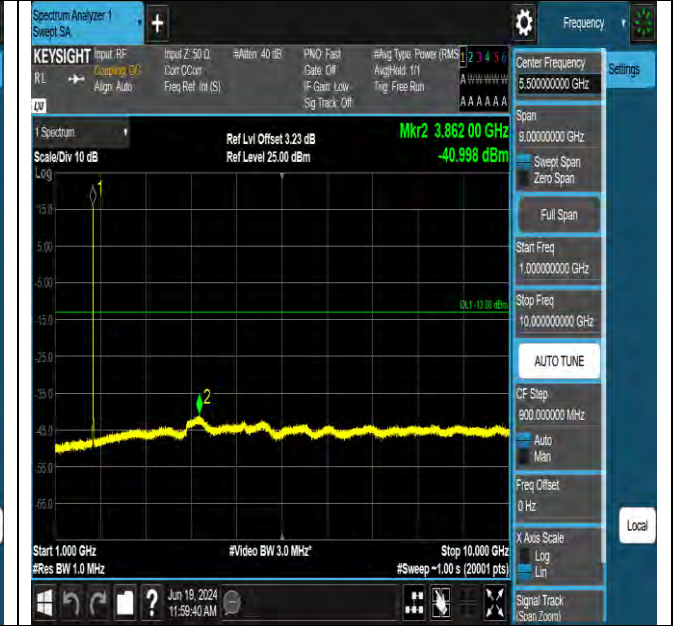 Spectrum Analyzer 1
Swept SA
+
Frequency
KEYSIGHT
RL
Input: RF
Coupling: DC
Align: Auto
Input Z: 50 Ω
Corr CCorr
Freq Ref: Int (S)
#Atten: 40 dB
PNO: Fast
Gate: Off
IF Gain: Low
Sig Track: Off
#Avg Type: Power (RMS
Avg|Hold: 1/1
Trig: Free Run
1 2 3 4 5 6
A W W W W W
A A A A A A
LXI
1 Spectrum
Scale/Div 10 dB
Log
Ref Lvl Offset 3.23 dB
Ref Level 25.00 dBm
Mkr2 3.862 00 GHz
-40.998 dBm
1
15.0
5.00
-5.00
DL1 -13.00 dBm
-15.0
-25.0
-35.0
2
-45.0
-55.0
-65.0
Start 1.000 GHz
#Res BW 1.0 MHz
#Video BW 3.0 MHz*
Stop 10.000 GHz
#Sweep ~1.00 s (20001 pts)
?
Jun 19, 2024
11:59:40 AM
Center Frequency
5.500000000 GHz
Settings
Span
9.00000000 GHz
Swept Span
Zero Span
Full Span
Start Freq
1.000000000 GHz
Stop Freq
10.000000000 GHz
AUTO TUNE
CF Step
900.000000 MHz
Auto
Man
Freq Offset
0 Hz
X Axis Scale
Log
Lin
Local
Signal Track
(Span Zoom)